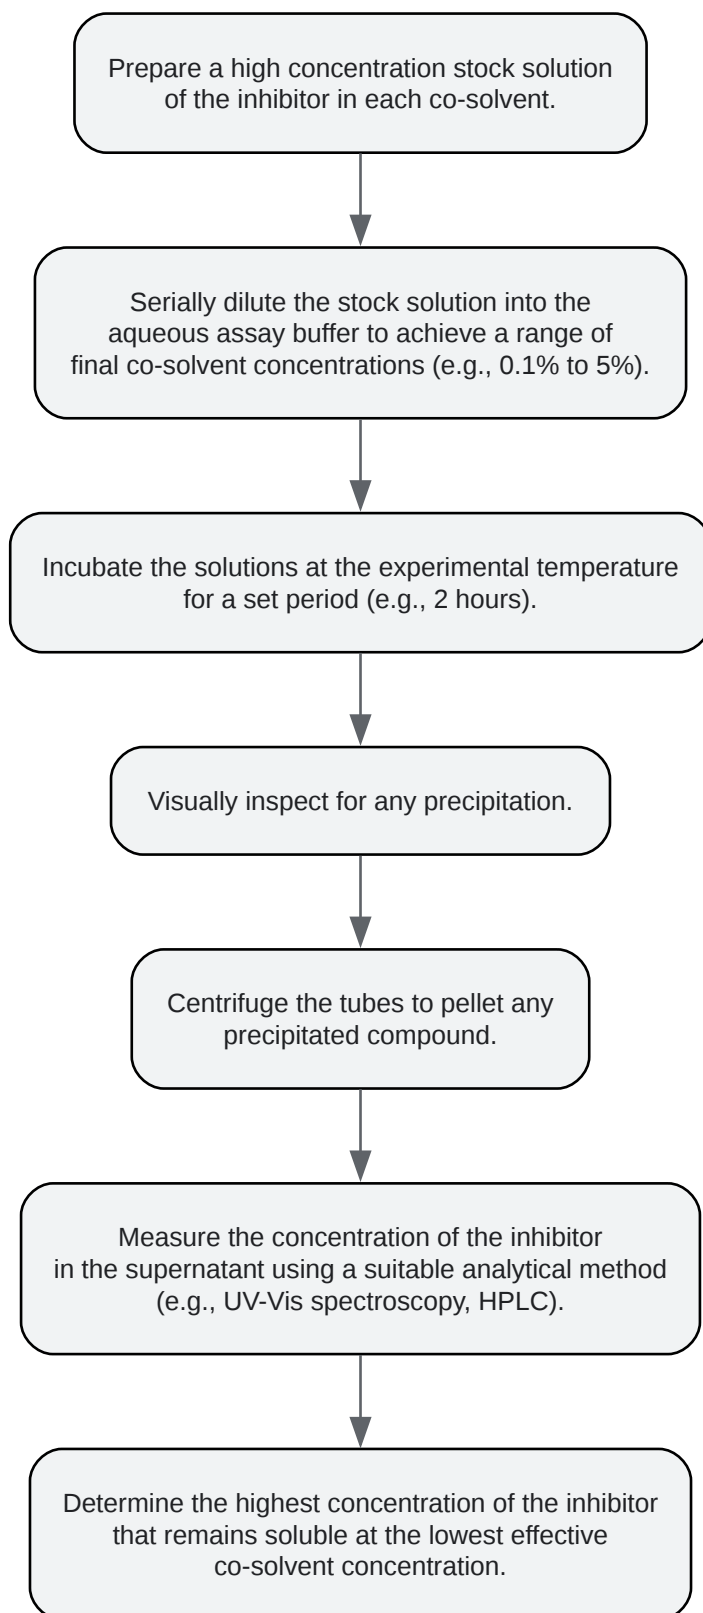 Prepare a high concentration stock solution
of the inhibitor in each co-solvent.
Serially dilute the stock solution into the
aqueous assay buffer to achieve a range of
final co-solvent concentrations (e.g., 0.1% to 5%).
Incubate the solutions at the experimental temperature
for a set period (e.g., 2 hours).
Visually inspect for any precipitation.
Centrifuge the tubes to pellet any
precipitated compound.
Measure the concentration of the inhibitor
in the supernatant using a suitable analytical method
(e.g., UV-Vis spectroscopy, HPLC).
Determine the highest concentration of the inhibitor
that remains soluble at the lowest effective
co-solvent concentration.